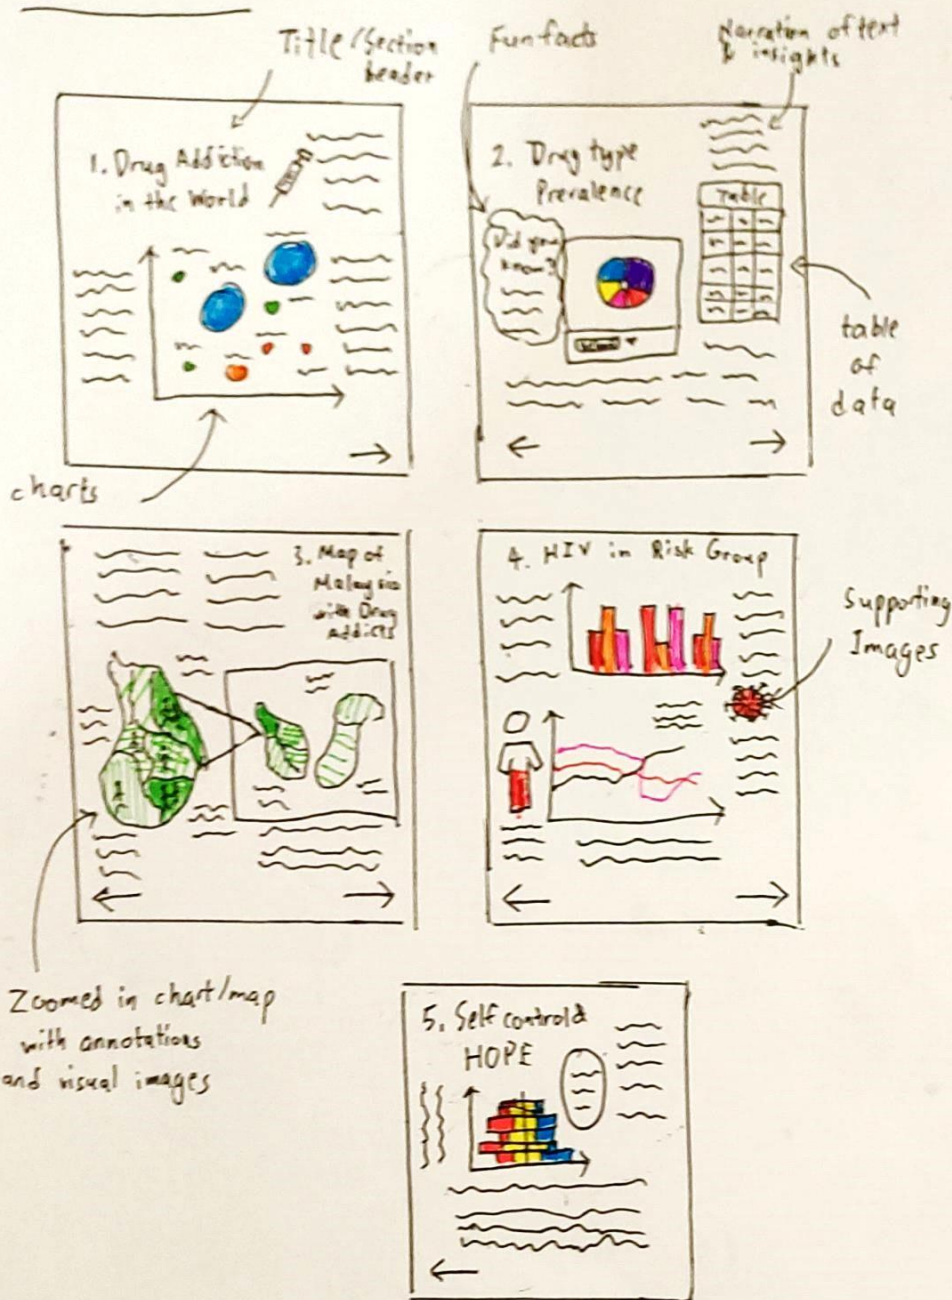 Title/Section
header
Fun facts
Narration of text
& insights
1. Drug Addiction
in the World
2. Drug type
Prevalence
Did you
know?
Table
table
of
data
charts
3. Map of
Malaysia
with Drug
Addicts
4. HIV in Risk Group
Supporting
Images
Zoomed in chart/map
with annotations
and visual images
5. Self control &
HOPE